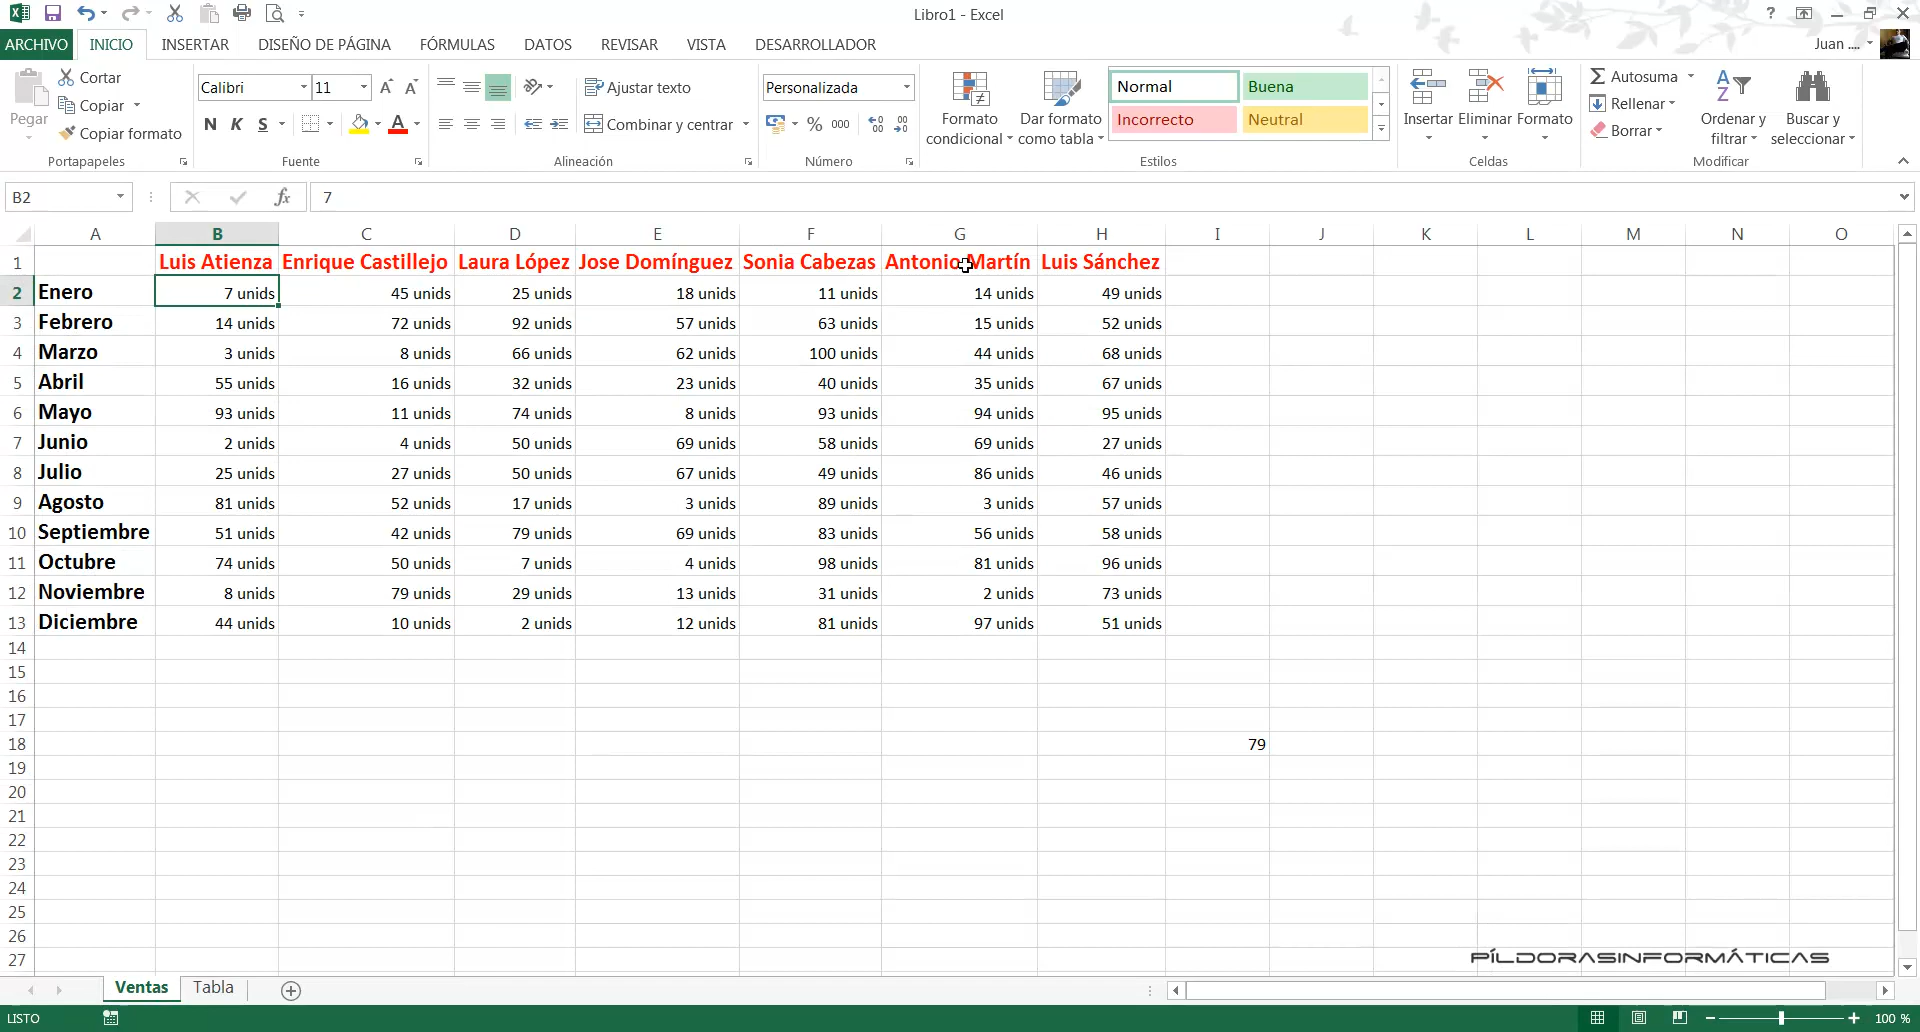 Libro1 - Excel
ARCHIVO INICIO INSERTAR DISEÑO DE PÁGINA FÓRMULAS DATOS REVISAR VISTA DESARROLLADOR Juan ....
Pegar
Cortar
Copiar
Copiar formato
Portapapeles
Calibri 11
N K S
Fuente
Ajustar texto
Combinar y centrar
Alineación
Personalizada
% 000
Número
Formato condicional
Dar formato como tabla
Normal Buena
Incorrecto Neutral
Estilos
Insertar Eliminar Formato
Celdas
Autosuma
Rellenar
Borrar
Ordenar y filtrar
Buscar y seleccionar
Modificar
B2 fx 7
A B C D E F G H I J K L M N O
1 Luis Atienza Enrique Castillejo Laura López Jose Domínguez Sonia Cabezas Antonio Martín Luis Sánchez
2 Enero 7 unids 45 unids 25 unids 18 unids 11 unids 14 unids 49 unids
3 Febrero 14 unids 72 unids 92 unids 57 unids 63 unids 15 unids 52 unids
4 Marzo 3 unids 8 unids 66 unids 62 unids 100 unids 44 unids 68 unids
5 Abril 55 unids 16 unids 32 unids 23 unids 40 unids 35 unids 67 unids
6 Mayo 93 unids 11 unids 74 unids 8 unids 93 unids 94 unids 95 unids
7 Junio 2 unids 4 unids 50 unids 69 unids 58 unids 69 unids 27 unids
8 Julio 25 unids 27 unids 50 unids 67 unids 49 unids 86 unids 46 unids
9 Agosto 81 unids 52 unids 17 unids 3 unids 89 unids 3 unids 57 unids
10 Septiembre 51 unids 42 unids 79 unids 69 unids 83 unids 56 unids 58 unids
11 Octubre 74 unids 50 unids 7 unids 4 unids 98 unids 81 unids 96 unids
12 Noviembre 8 unids 79 unids 29 unids 13 unids 31 unids 2 unids 73 unids
13 Diciembre 44 unids 10 unids 2 unids 12 unids 81 unids 97 unids 51 unids
14
15
16
17
18 79
19
20
21
22
23
24
25
26
27
PÍLDORASINFORMÁTICAS
Ventas Tabla
LISTO 100 %